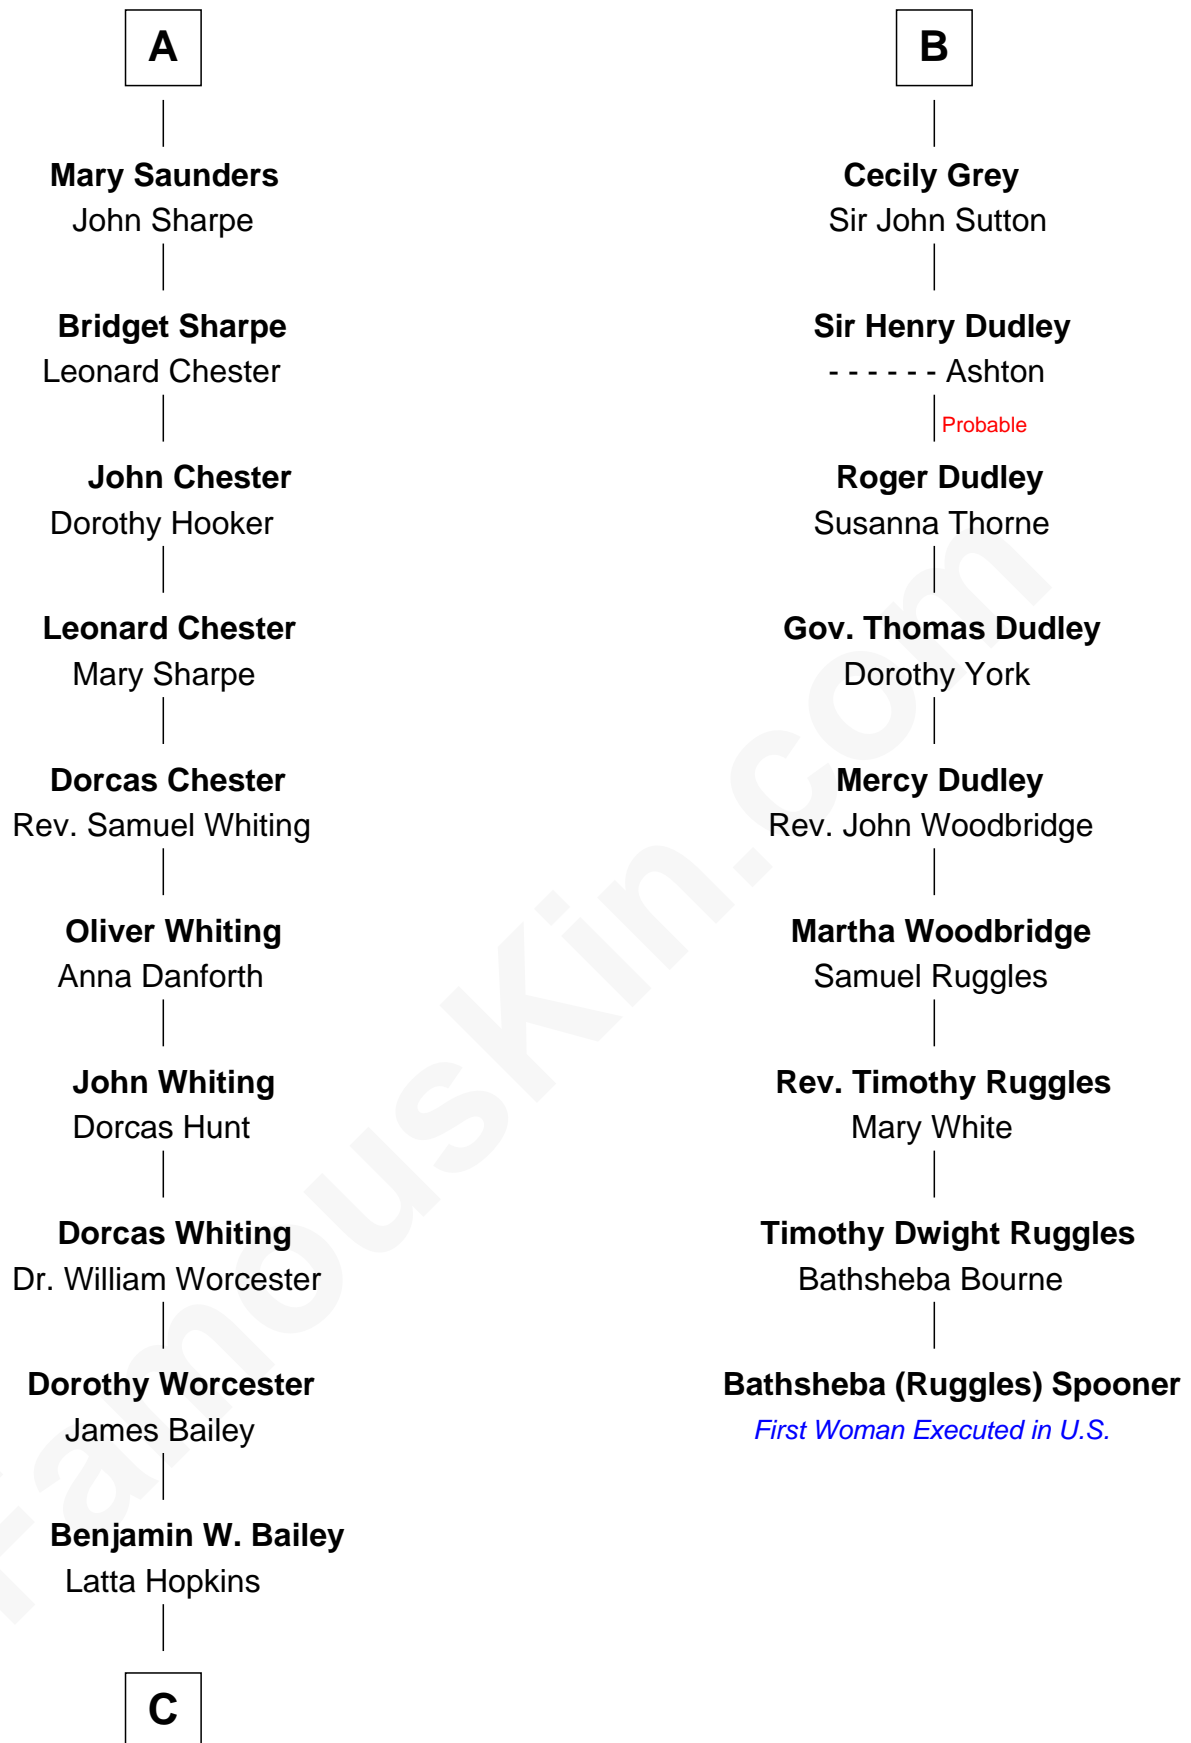 A
Mary Saunders
John Sharpe
Bridget Sharpe
Leonard Chester
John Chester
Dorothy Hooker
Leonard Chester
Mary Sharpe
Dorcas Chester
Rev. Samuel Whiting
Oliver Whiting
Anna Danforth
John Whiting
Dorcas Hunt
Dorcas Whiting
Dr. William Worcester
Dorothy Worcester
James Bailey
Benjamin W. Bailey
Latta Hopkins
C
B
Cecily Grey
Sir John Sutton
Sir Henry Dudley
- - - - - - Ashton
Probable
Roger Dudley
Susanna Thorne
Gov. Thomas Dudley
Dorothy York
Mercy Dudley
Rev. John Woodbridge
Martha Woodbridge
Samuel Ruggles
Rev. Timothy Ruggles
Mary White
Timothy Dwight Ruggles
Bathsheba Bourne
Bathsheba (Ruggles) Spooner
First Woman Executed in U.S.
FamousKin.com